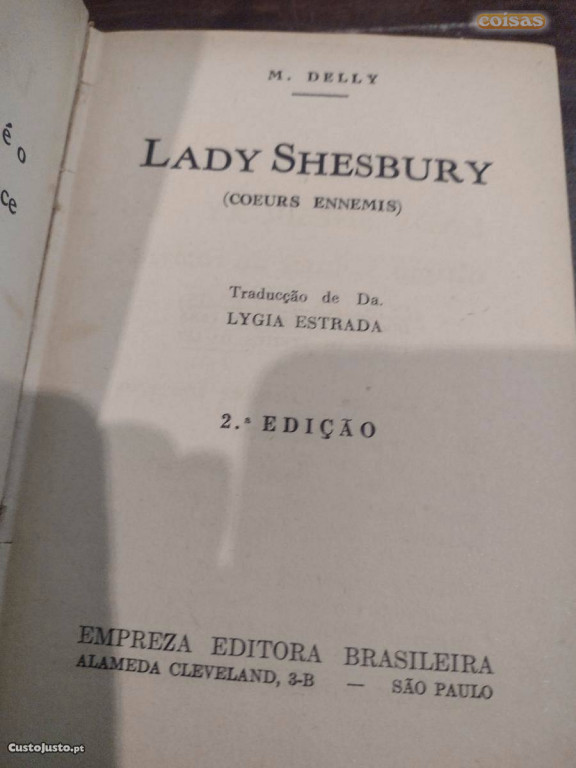 coisas
M. DELLY
LADY SHESBURY
(COEURS ENNEMIS)
Traducção de Da.
LYGIA ESTRADA
2.ª EDIÇÃO
EMPREZA EDITORA BRASILEIRA
ALAMEDA CLEVELAND, 3-B — SÃO PAULO
CustoJusto.pt